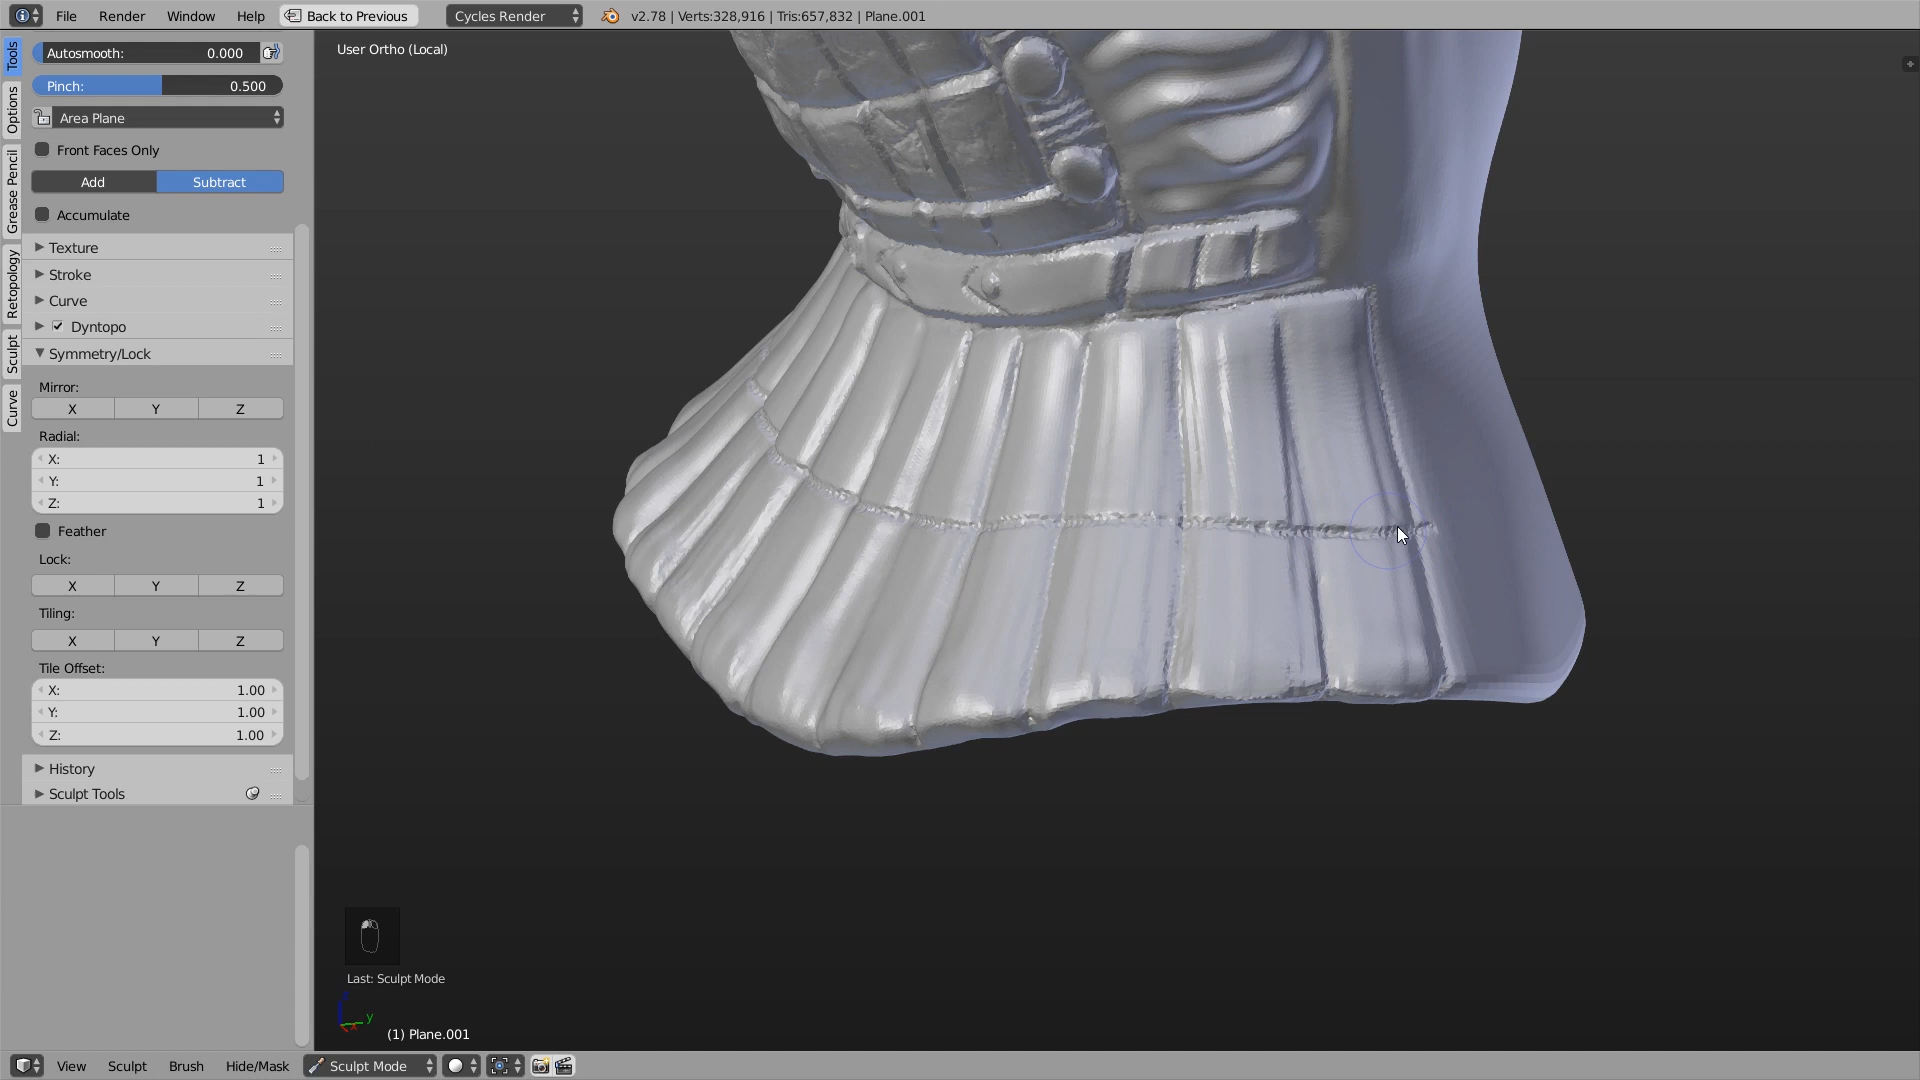 File Render Window Help Back to Previous Cycles Render v2.78 | Verts:328,916 | Tris:657,832 | Plane.001
User Ortho (Local)
Tools
Options
Grease Pencil
Retopology
Sculpt
Curve
Autosmooth: 0.000
Pinch: 0.500
Area Plane
Front Faces Only
Add Subtract
Accumulate
Texture
Stroke
Curve
Dyntopo
Symmetry/Lock
Mirror:
X Y Z
Radial:
X: 1
Y: 1
Z: 1
Feather
Lock:
X Y Z
Tiling:
X Y Z
Tile Offset:
X: 1.00
Y: 1.00
Z: 1.00
History
Sculpt Tools
Last: Sculpt Mode
y
(1) Plane.001
View Sculpt Brush Hide/Mask Sculpt Mode